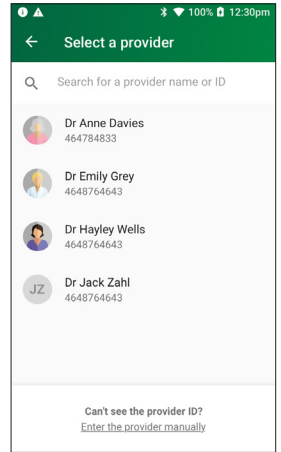 100% 12:30pm
Select a provider
Search for a provider name or ID
Dr Anne Davies
464784833
Dr Emily Grey
4648764643
Dr Hayley Wells
4648764643
JZ
Dr Jack Zahl
4648764643
Can't see the provider ID?
Enter the provider manually